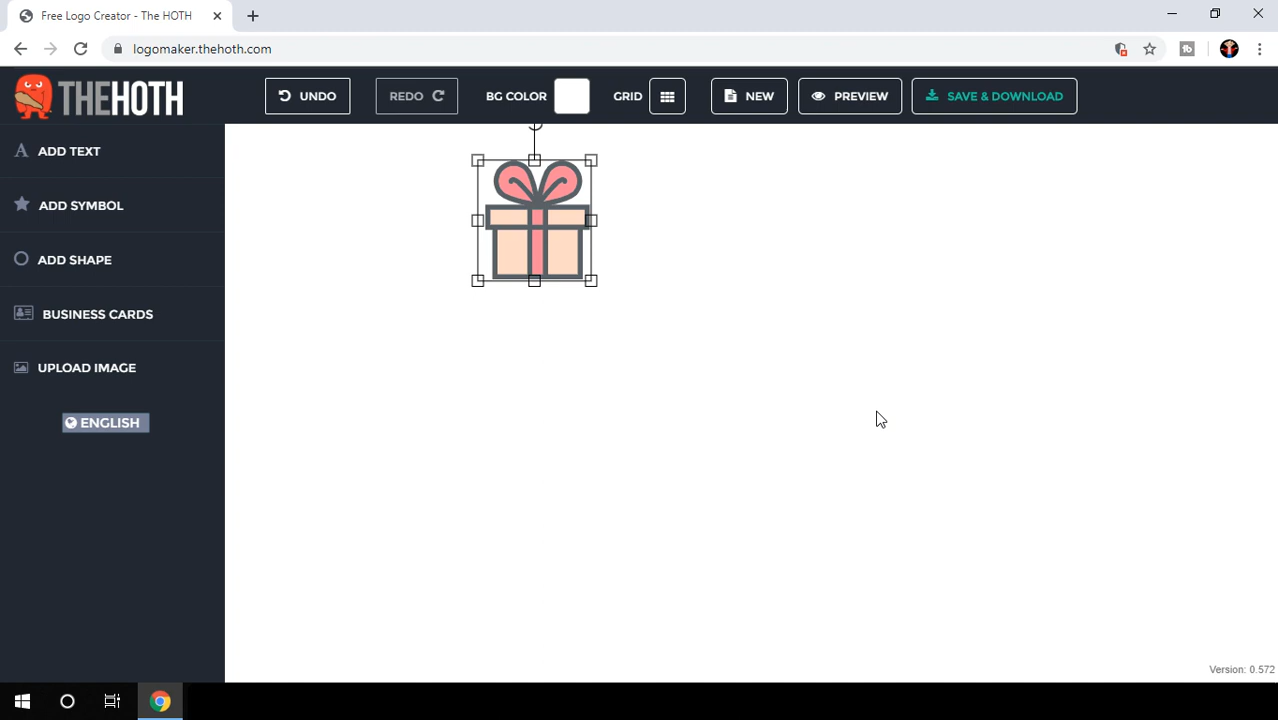 Free Logo Creator - The HOTH
logomaker.thehoth.com
THEHOTH
UNDO
REDO
BG COLOR
GRID
NEW
PREVIEW
SAVE & DOWNLOAD
ADD TEXT
ADD SYMBOL
ADD SHAPE
BUSINESS CARDS
UPLOAD IMAGE
ENGLISH
Version: 0.572